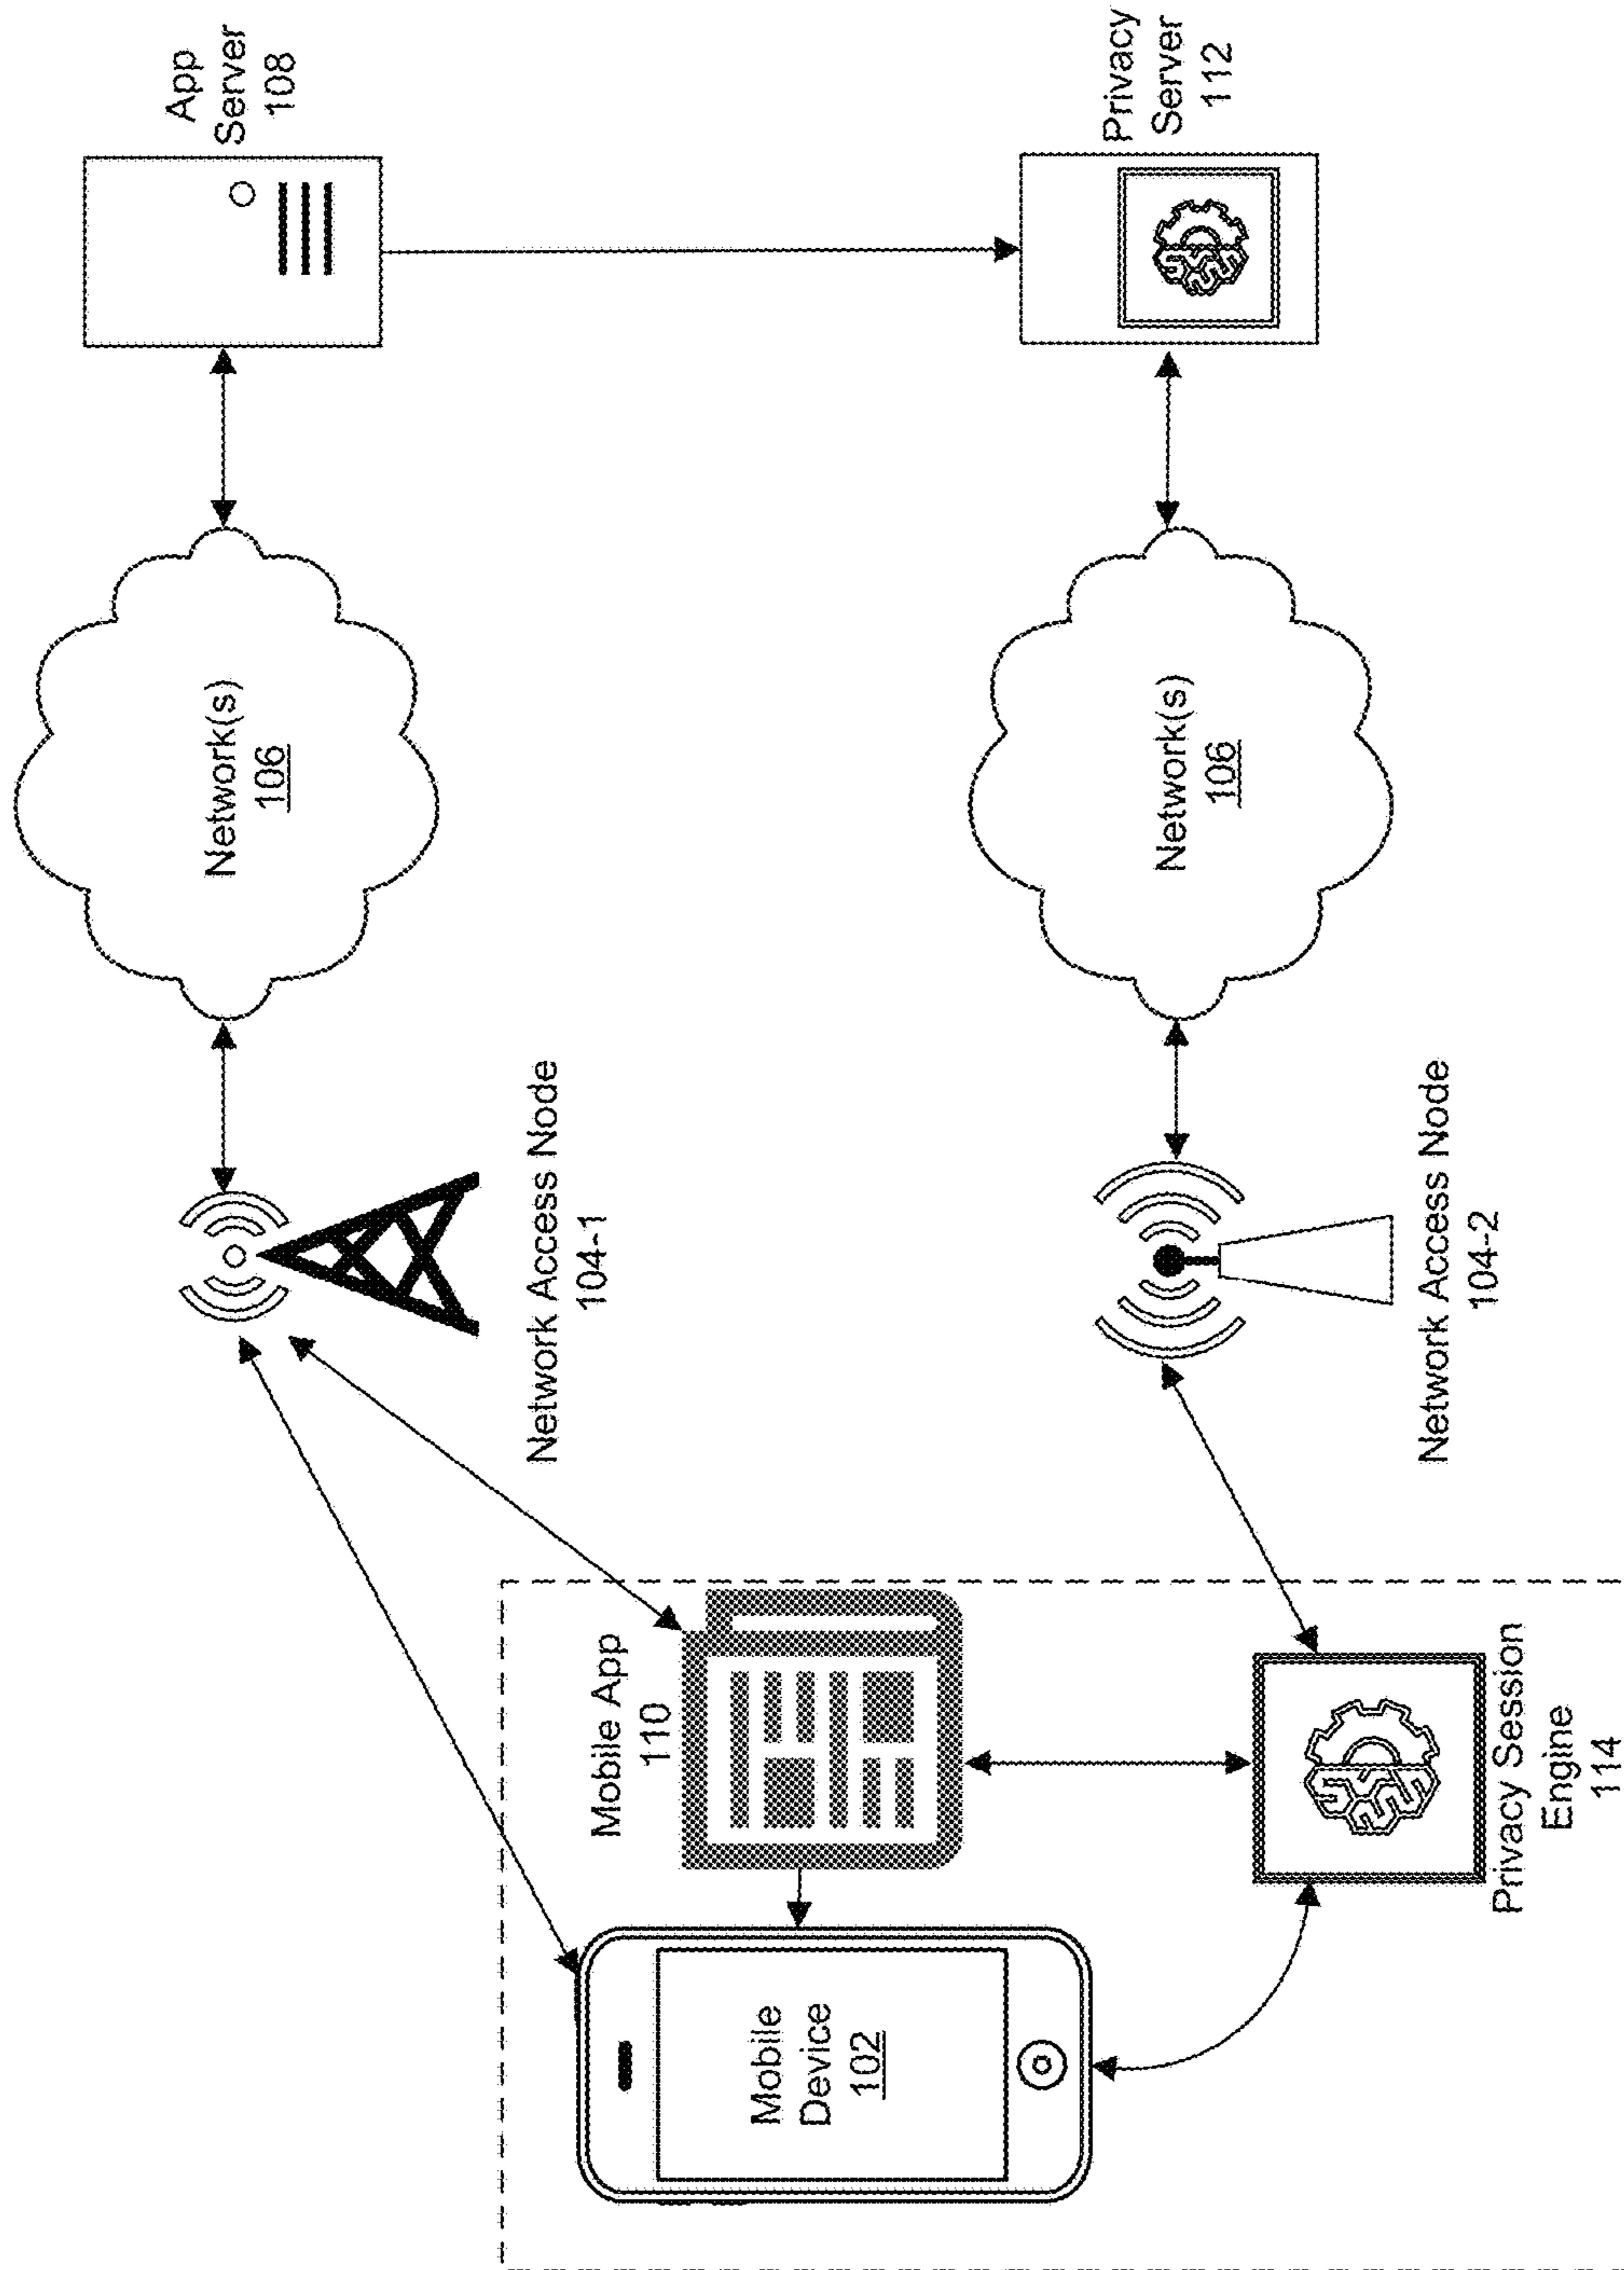 App
Server
108
Network(s)
106
Network Access Node
104-1
Mobile App
110
Mobile
Device
102
Privacy Session
Engine
114
Network Access Node
104-2
Network(s)
106
Privacy
Server
112